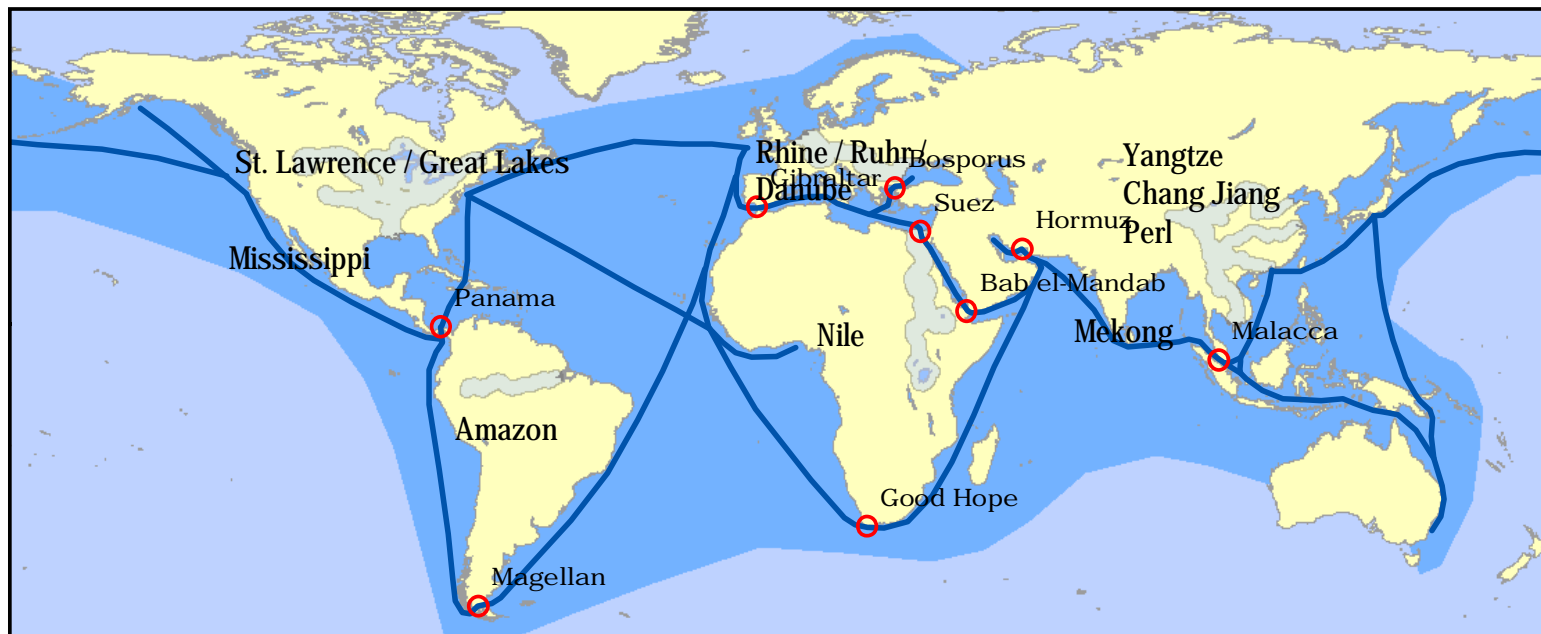 St. Lawrence / Great Lakes
Mississippi
Panama
Amazon
Magellan
Rhine / Ruhr /
Danube
Gibraltar
Bosporus
Suez
Hormuz
Bab el-Mandab
Nile
Good Hope
Yangtze
Chang Jiang
Perl
Mekong
Malacca